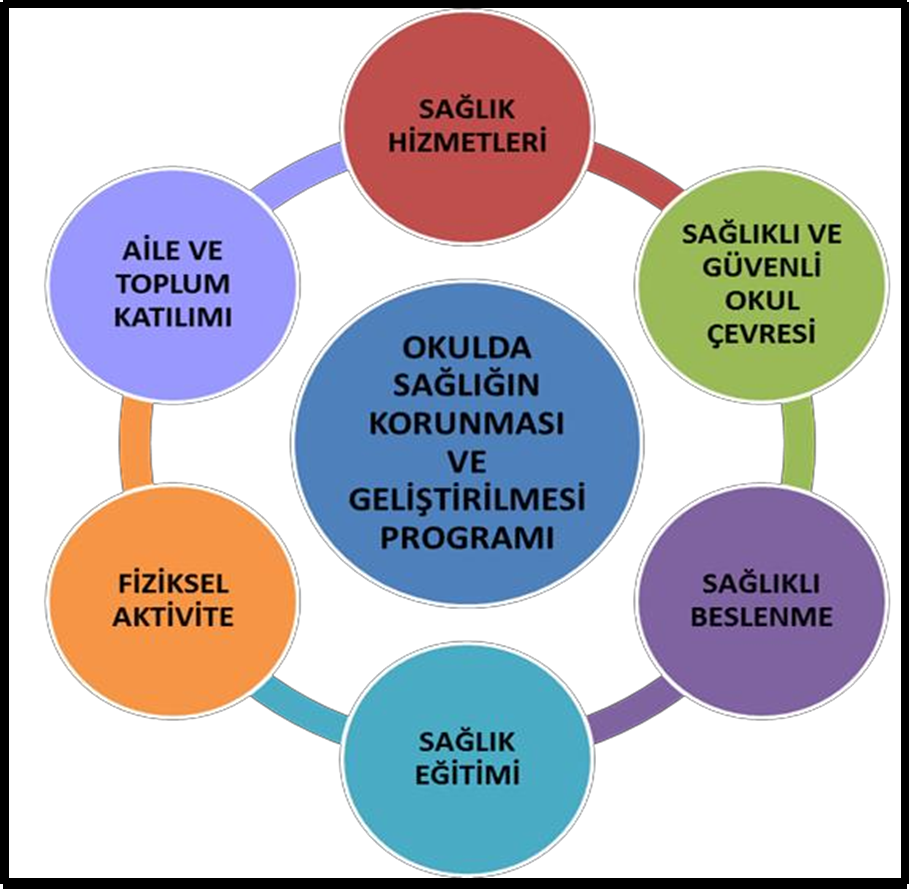 SAĞLIK
HİZMETLERİ
SAĞLIKLI VE
GÜVENLİ
OKUL
ÇEVRESİ
SAĞLIKLI
BESLENME
SAĞLIK
EĞİTİMİ
FİZİKSEL
AKTİVİTE
AİLE VE
TOPLUM
KATILIMI
OKULDA
SAĞLIĞIN
KORUNMASI
VE
GELİŞTİRİLMESİ
PROGRAMI